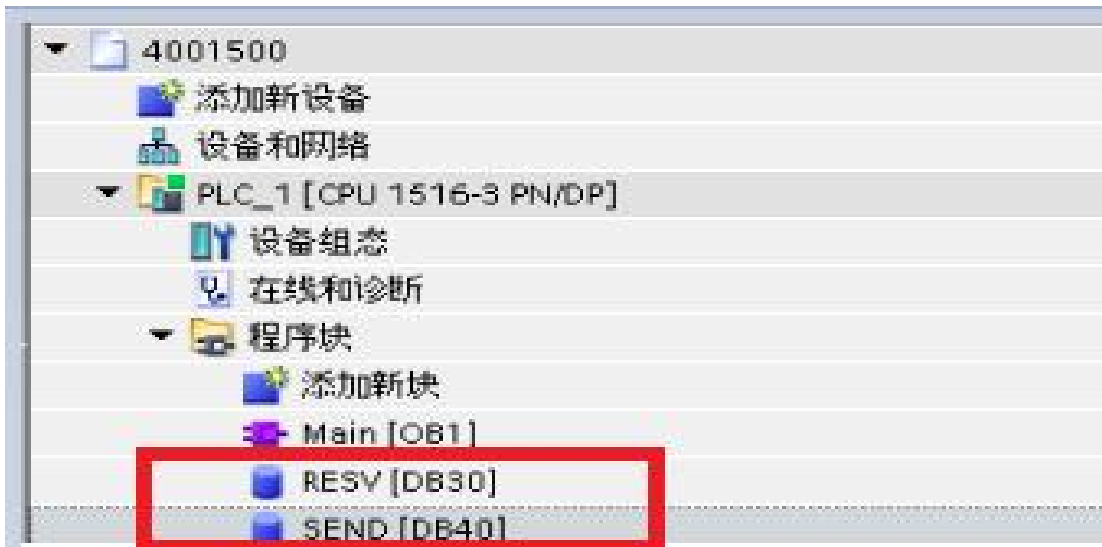 4001500
添加新设备
设备和网络
PLC_1 [CPU 1516-3 PN/DP]
设备组态
在线和诊断
程序块
添加新块
Main [OB1]
RESV [DB30]
SEND [DB40]